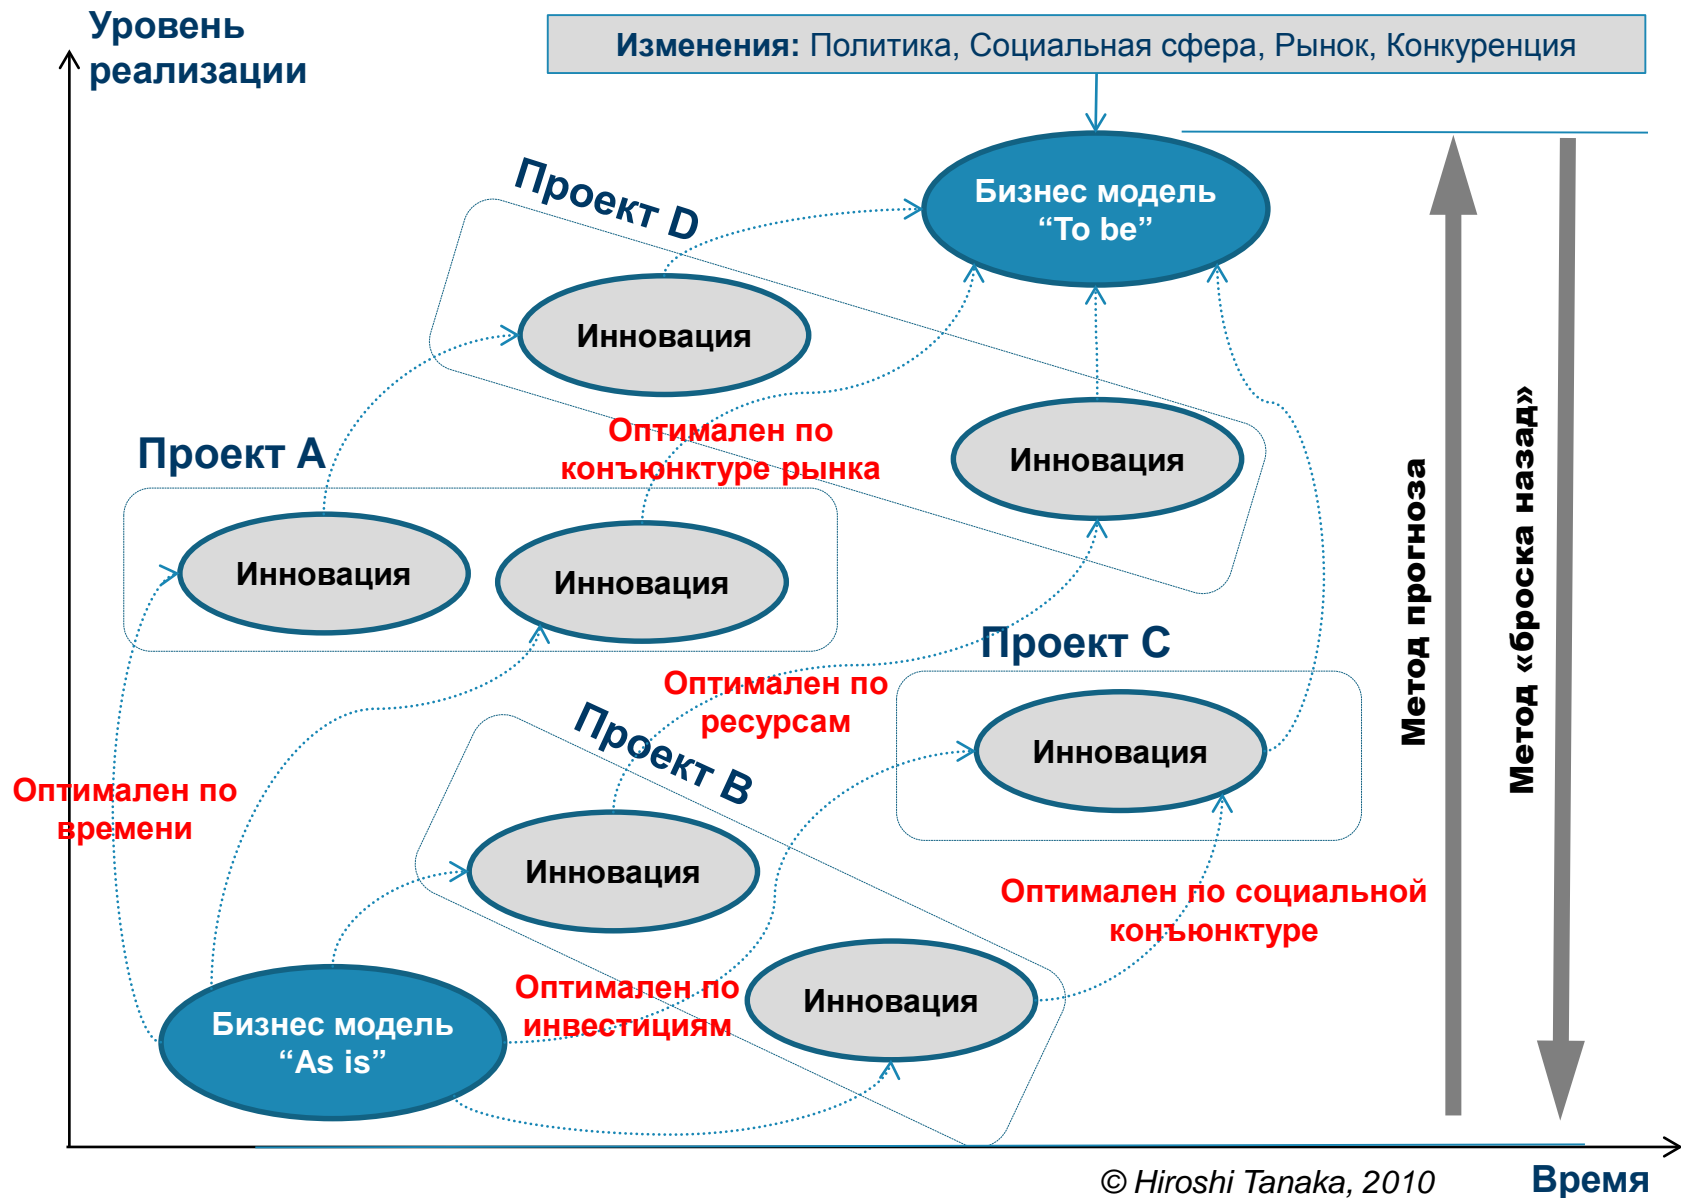 Уровень
реализации
Изменения: Политика, Социальная сфера, Рынок, Конкуренция
Бизнес модель
“To be”
Проект D
Инновация
Оптимален по
конъюнктуре рынка
Инновация
Проект A
Инновация
Инновация
Проект C
Оптимален по
ресурсам
Инновация
Проект B
Оптимален по
времени
Инновация
Оптимален по социальной
конъюнктуре
Оптимален по
инвестициям
Инновация
Бизнес модель
“As is”
Метод прогноза
Метод «броска назад»
© Hiroshi Tanaka, 2010
Время